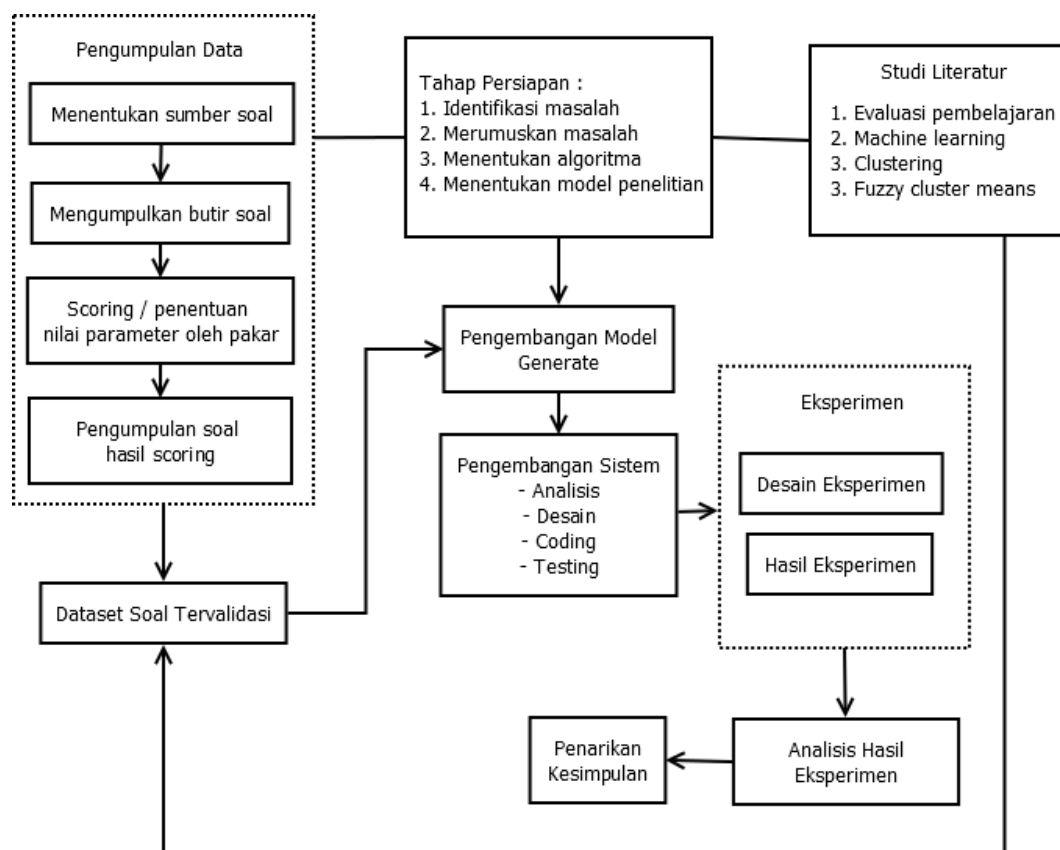 Pengumpulan Data
Menentukan sumber soal
Mengumpulkan butir soal
Scoring / penentuan
nilai parameter oleh pakar
Pengumpulan soal
hasil scoring
Dataset Soal Tervalidasi
Tahap Persiapan :
1. Identifikasi masalah
2. Merumuskan masalah
3. Menentukan algoritma
4. Menentukan model penelitian
Studi Literatur
1. Evaluasi pembelajaran
2. Machine learning
3. Clustering
3. Fuzzy cluster means
Pengembangan Model
Generate
Pengembangan Sistem
- Analisis
- Desain
- Coding
- Testing
Eksperimen
Desain Eksperimen
Hasil Eksperimen
Analisis Hasil
Eksperimen
Penarikan
Kesimpulan